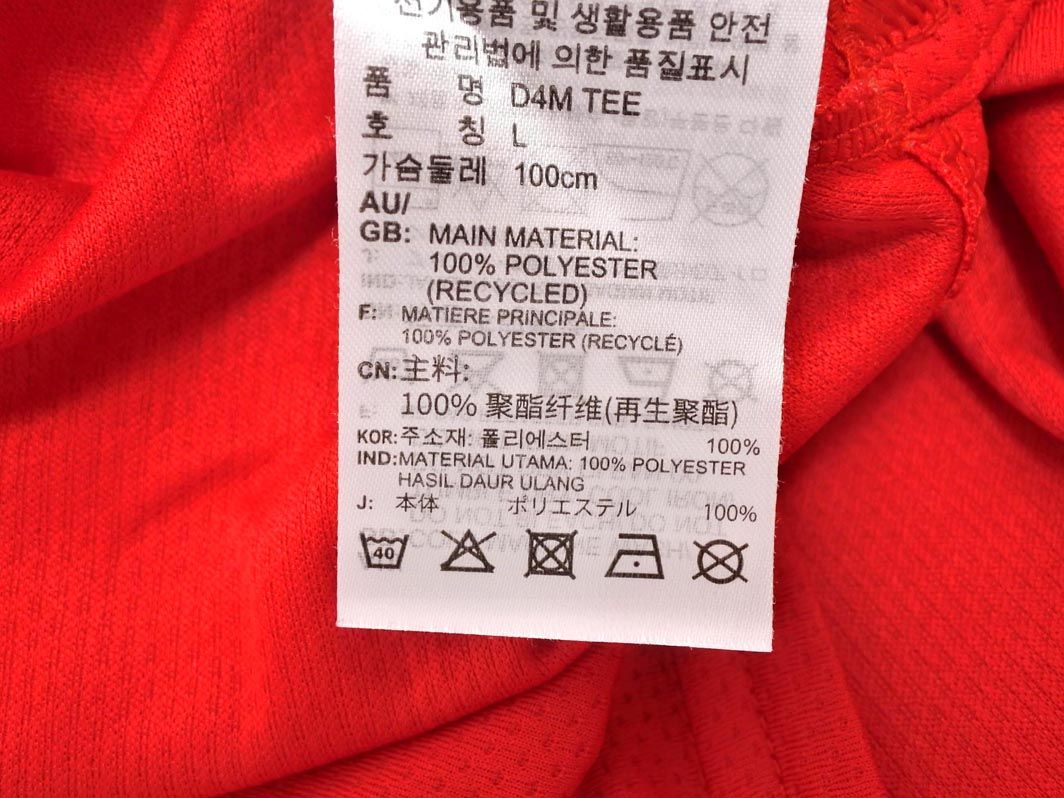 전기용품 및 생활용품 안전
관리법에 의한 품질표시
품 명 D4M TEE
호 칭 L
가슴둘레 100cm
AU/
GB: MAIN MATERIAL:
100% POLYESTER
(RECYCLED)
F: MATIERE PRINCIPALE:
100% POLYESTER (RECYCLÉ)
CN: 主料:
100% 聚酯纤维(再生聚酯)
KOR: 주소재: 폴리에스터 100%
IND: MATERIAL UTAMA: 100% POLYESTER
HASIL DAUR ULANG
J: 本体 ポリエステル 100%
40